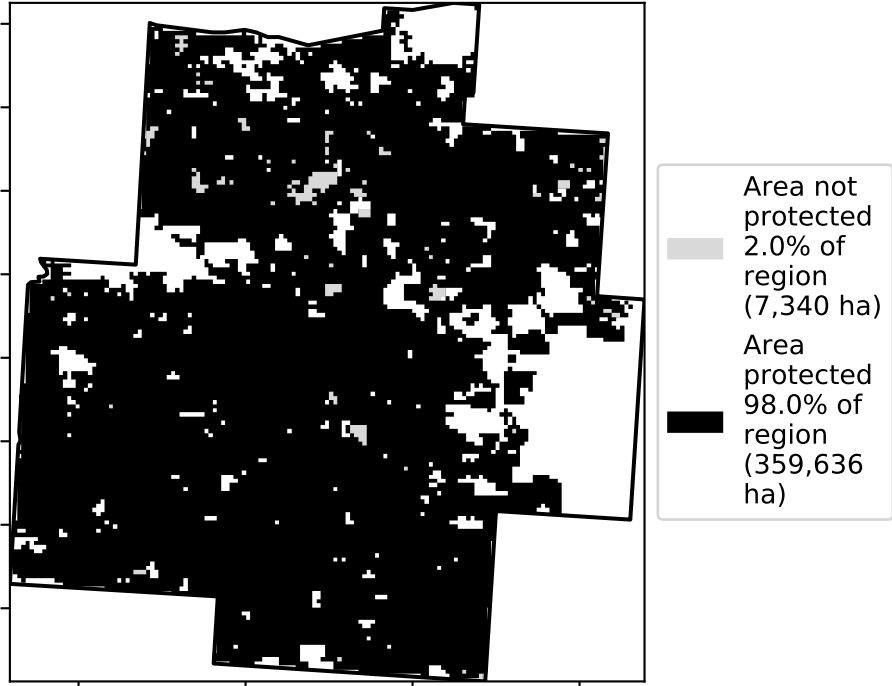 Area not
protected
2.0% of
region
(7,340 ha)
Area
protected
98.0% of
region
(359,636
ha)